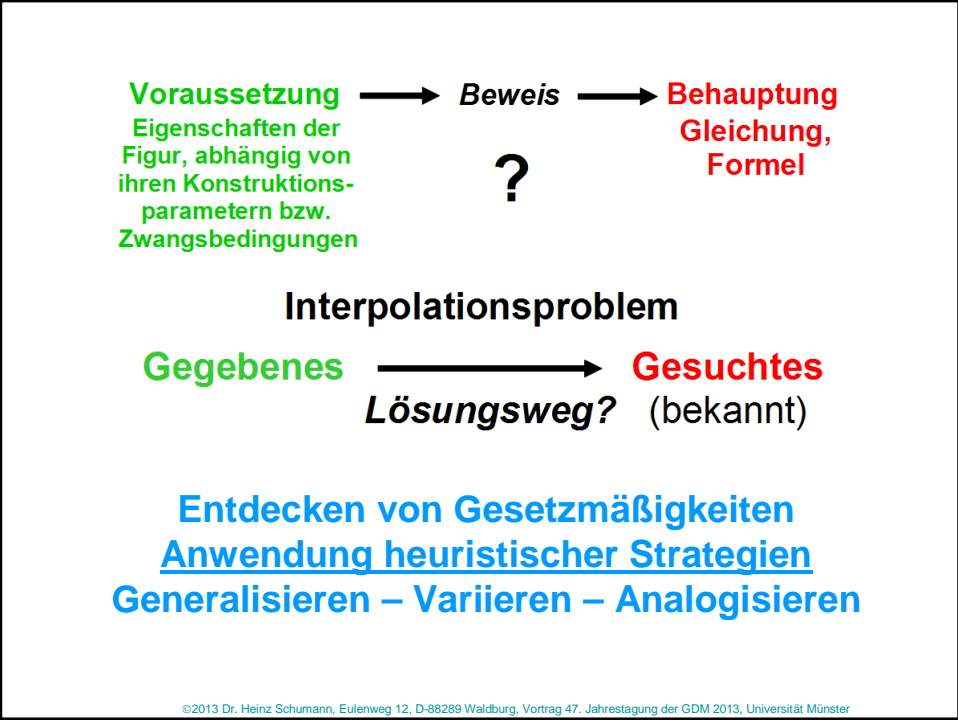 Voraussetzung Beweis Behauptung
Eigenschaften der
Figur, abhängig von
ihren Konstruktions-
parametern bzw.
Zwangsbedingungen
?
Gleichung,
Formel
Interpolationsproblem
Gegebenes Gesuchtes
Lösungsweg? (bekannt)
Entdecken von Gesetzmäßigkeiten
Anwendung heuristischer Strategien
Generalisieren – Variieren – Analogisieren
©2013 Dr. Heinz Schumann, Eulenweg 12, D-88289 Waldburg, Vortrag 47. Jahrestagung der GDM 2013, Universität Münster